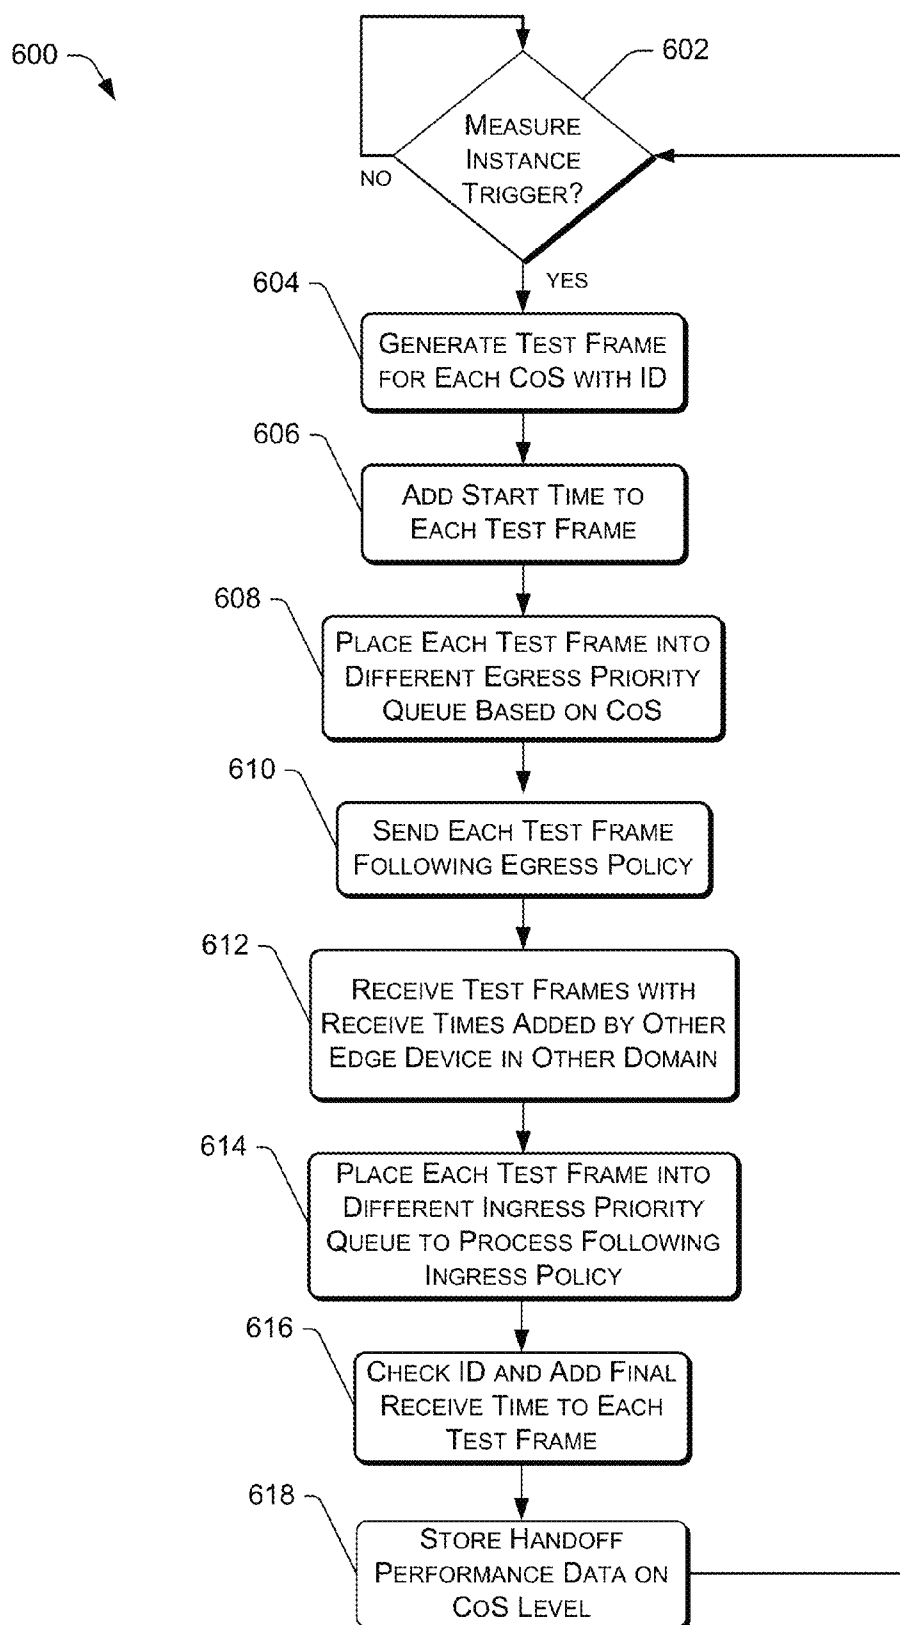 600
602
MEASURE
INSTANCE
TRIGGER?
NO
YES
604
GENERATE TEST FRAME
FOR EACH COS WITH ID
606
ADD START TIME TO
EACH TEST FRAME
608
PLACE EACH TEST FRAME INTO
DIFFERENT EGRESS PRIORITY
QUEUE BASED ON COS
610
SEND EACH TEST FRAME
FOLLOWING EGRESS POLICY
612
RECEIVE TEST FRAMES WITH
RECEIVE TIMES ADDED BY OTHER
EDGE DEVICE IN OTHER DOMAIN
614
PLACE EACH TEST FRAME INTO
DIFFERENT INGRESS PRIORITY
QUEUE TO PROCESS FOLLOWING
INGRESS POLICY
616
CHECK ID AND ADD FINAL
RECEIVE TIME TO EACH
TEST FRAME
618
STORE HANDOFF
PERFORMANCE DATA ON
COS LEVEL